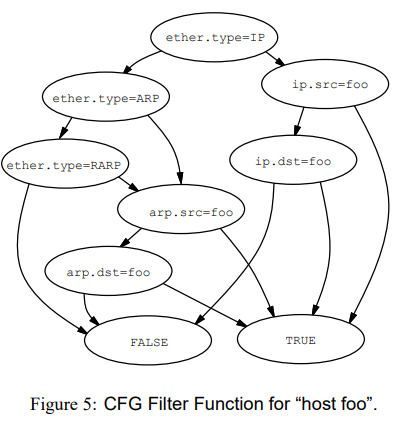 ether.type=IP
ip.src=foo
ether.type=ARP
ip.dst=foo
ether.type=RARP
arp.src=foo
arp.dst=foo
FALSE
TRUE
Figure 5: CFG Filter Function for “host foo”.